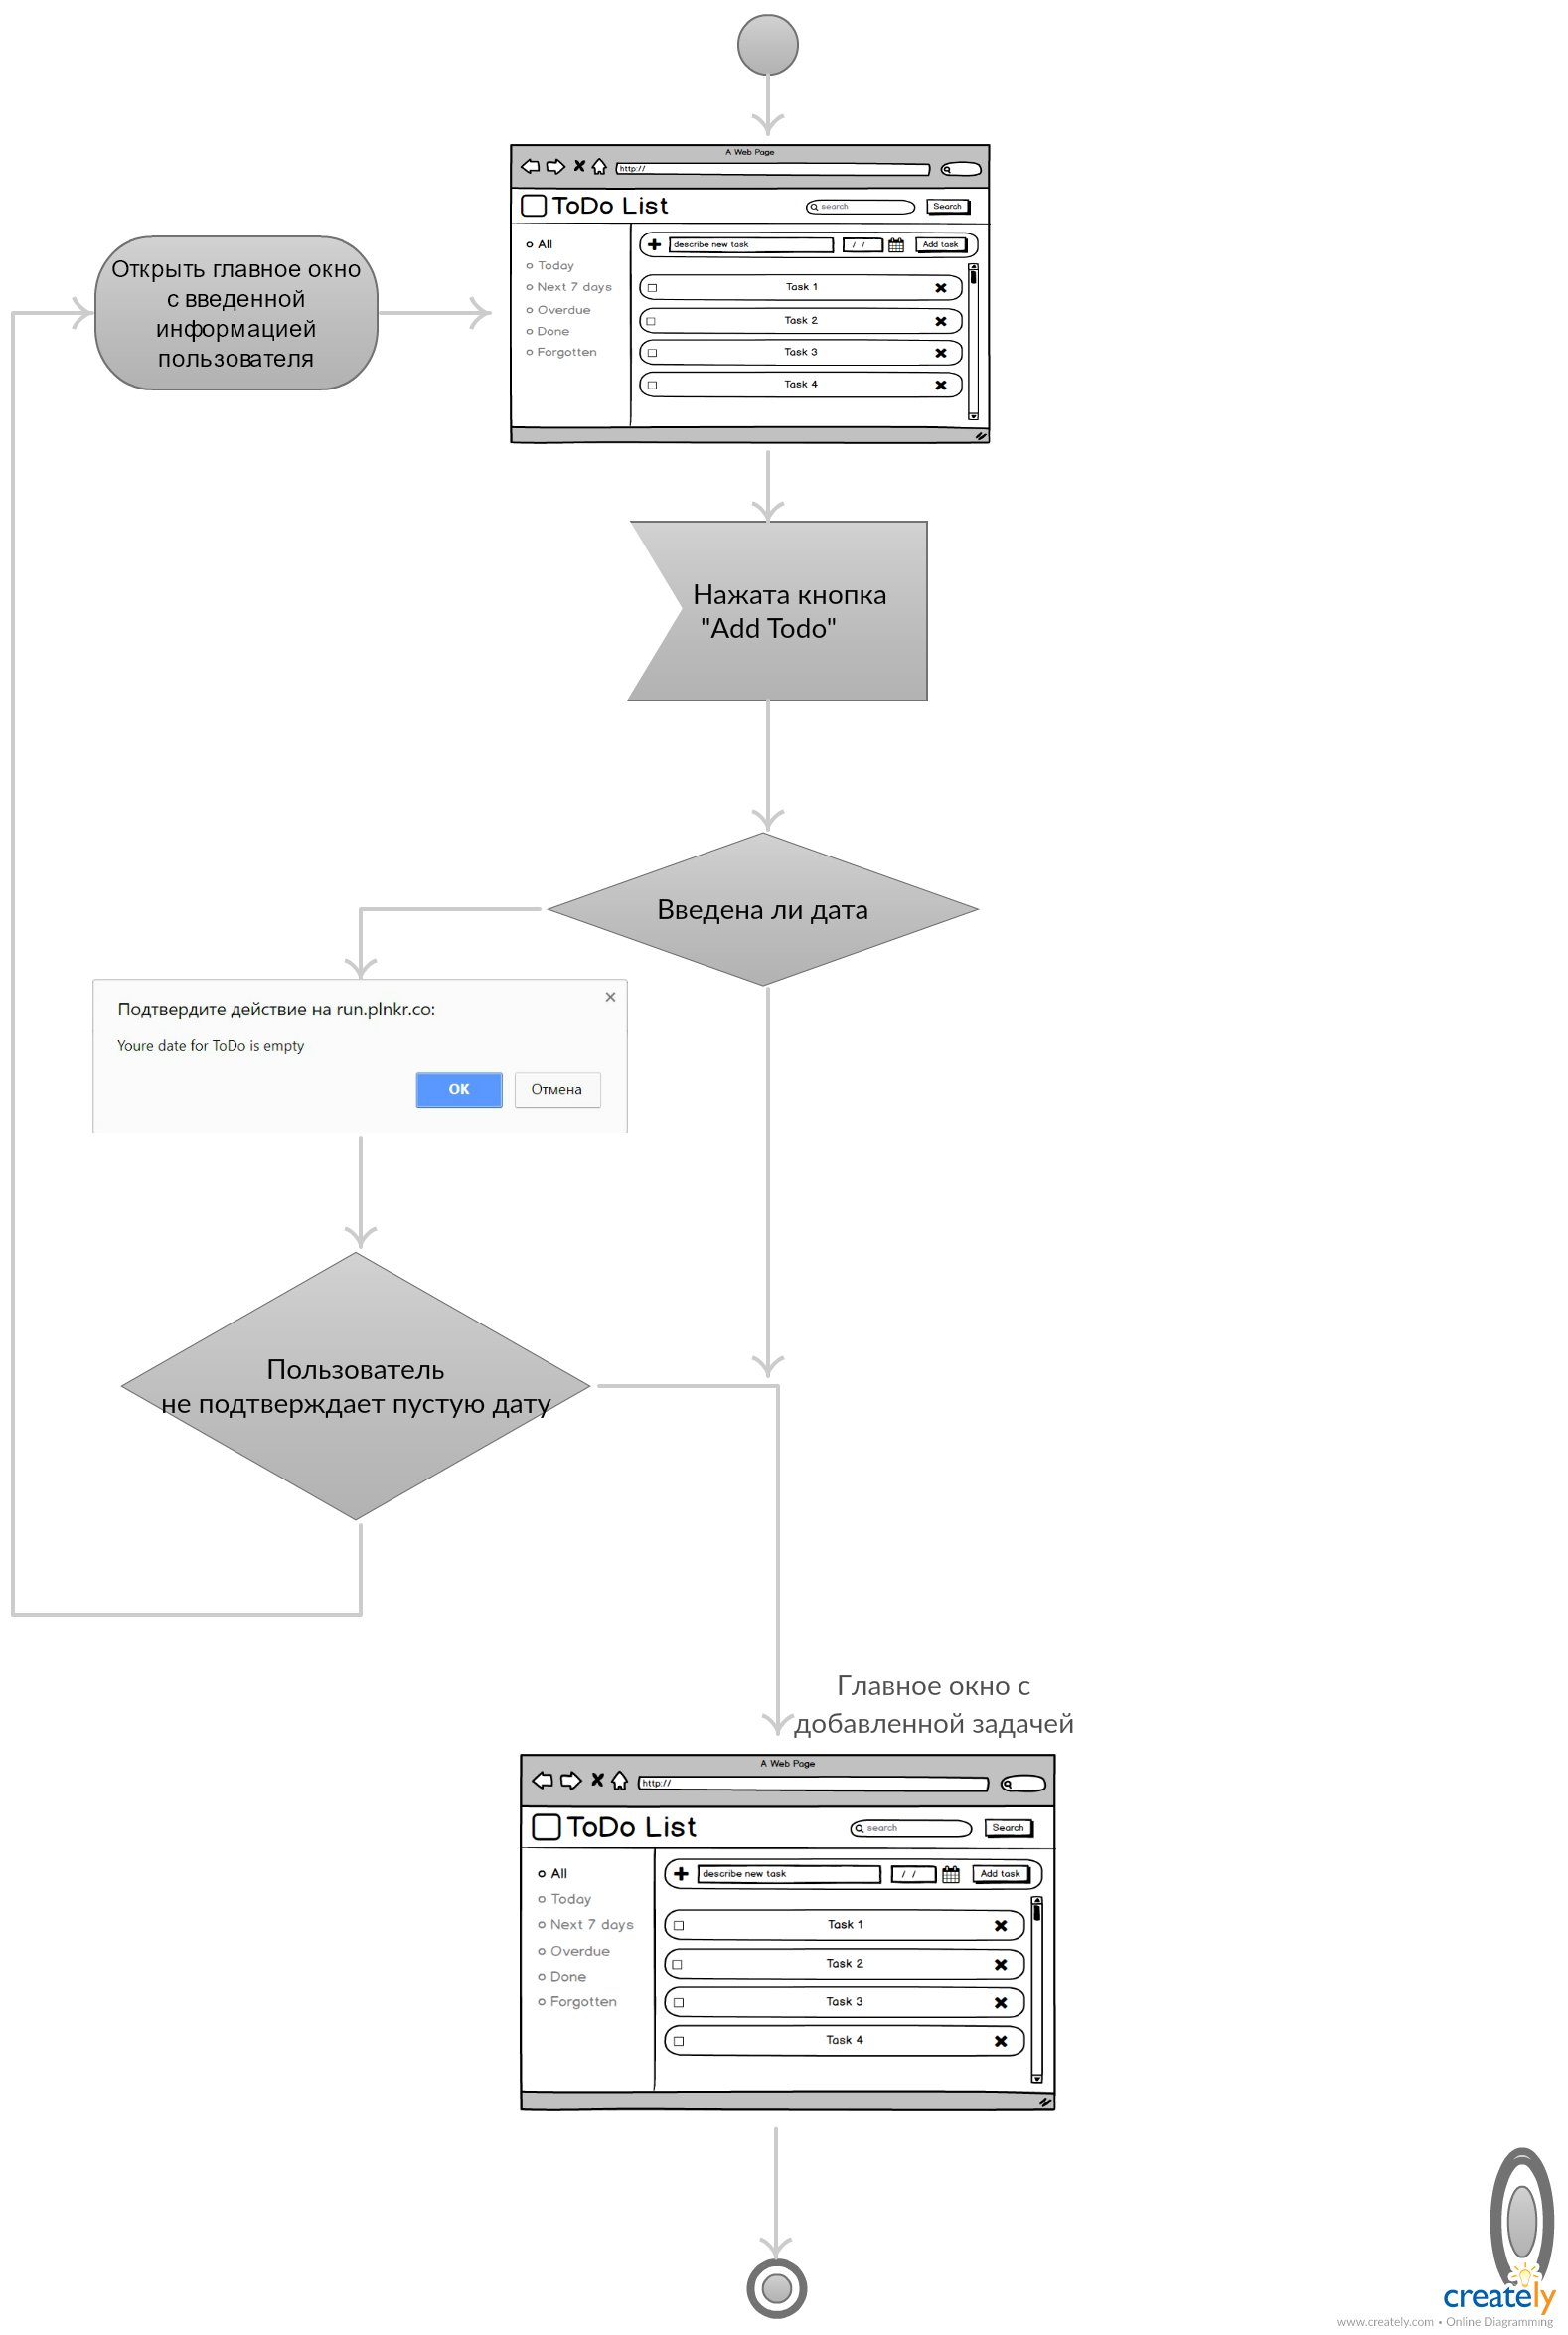 A Web Page
http://
ToDo List
search
Search
All
Today
Next 7 days
Overdue
Done
Forgotten
describe new task
/ /
Add task
Task 1
Task 2
Task 3
Task 4
Открыть главное окно
с введенной
информацией
пользователя
Нажата кнопка
"Add Todo"
Введена ли дата
Подтвердите действие на run.plnkr.co:
Youre date for ToDo is empty
ОК
Отмена
Пользователь
не подтверждает пустую дату
Главное окно с
добавленной задачей
A Web Page
http://
ToDo List
search
Search
All
Today
Next 7 days
Overdue
Done
Forgotten
describe new task
/ /
Add task
Task 1
Task 2
Task 3
Task 4
creately
www.creately.com • Online Diagramming